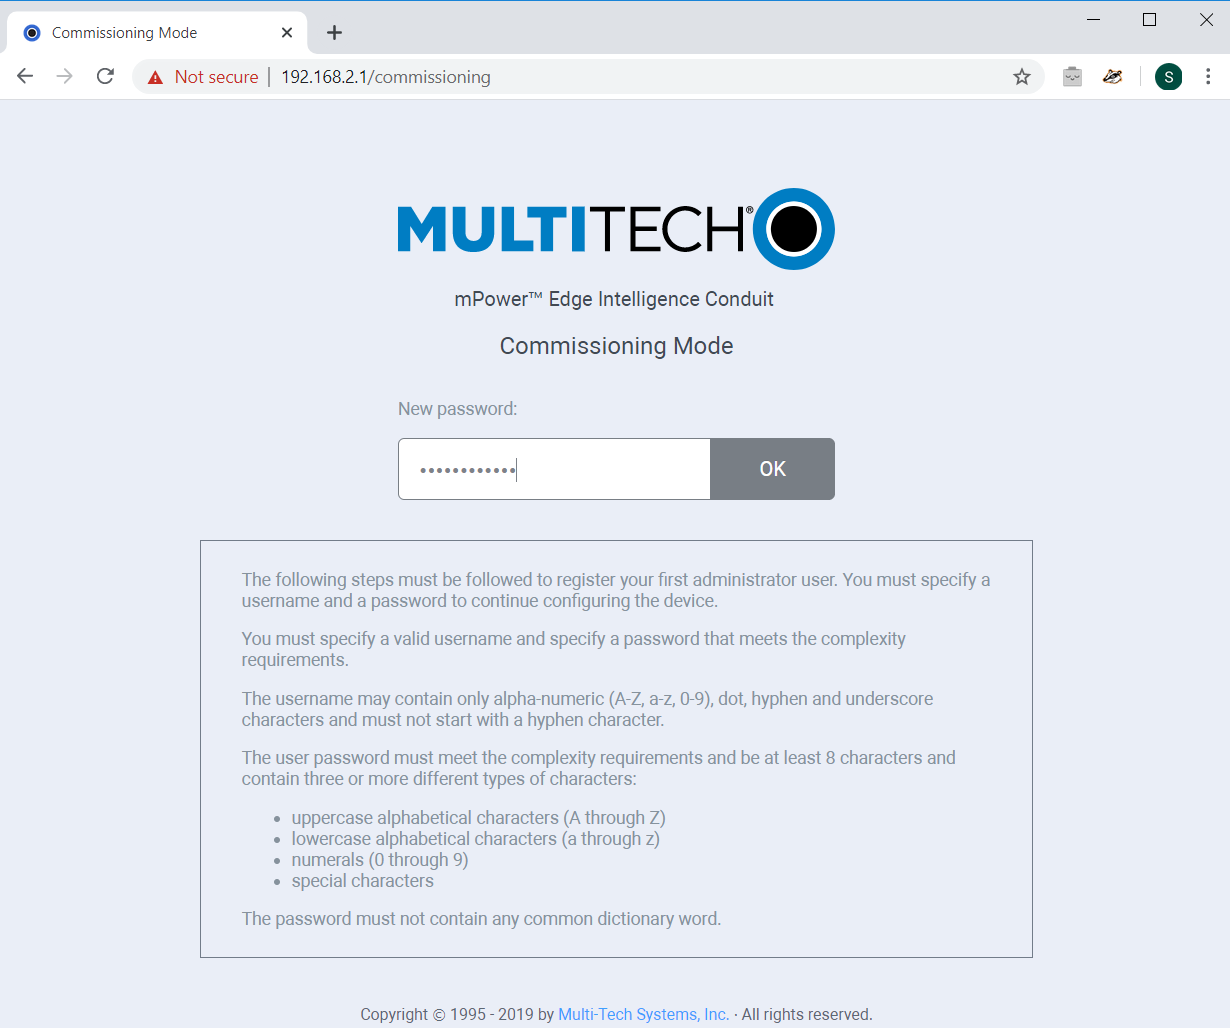 Commissioning Mode
Not secure | 192.168.2.1/commissioning
S
MULTITECH®
mPower™ Edge Intelligence Conduit
Commissioning Mode
New password:
••••••••••••
OK
The following steps must be followed to register your first administrator user. You must specify a
username and a password to continue configuring the device.
You must specify a valid username and specify a password that meets the complexity
requirements.
The username may contain only alpha-numeric (A-Z, a-z, 0-9), dot, hyphen and underscore
characters and must not start with a hyphen character.
The user password must meet the complexity requirements and be at least 8 characters and
contain three or more different types of characters:
• uppercase alphabetical characters (A through Z)
• lowercase alphabetical characters (a through z)
• numerals (0 through 9)
• special characters
The password must not contain any common dictionary word.
Copyright © 1995 - 2019 by Multi-Tech Systems, Inc. · All rights reserved.